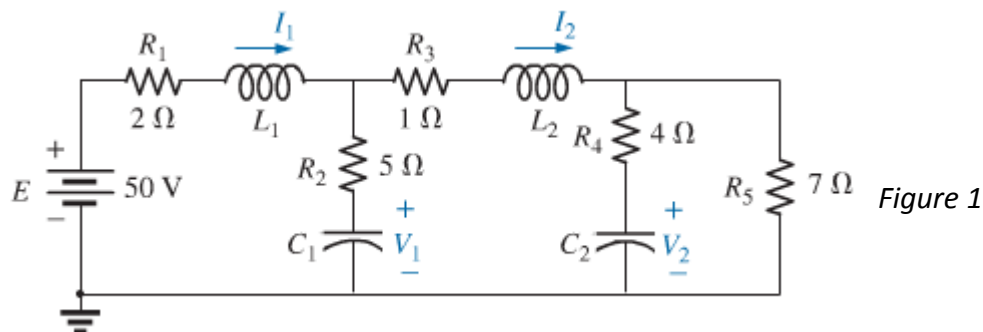 I1 I2
R1 R3
2 Ω L1 1 Ω L2 R4 4 Ω
+ R2 5 Ω
E 50 V R5 7 Ω Figure 1
− + +
C1 V1 C2 V2
− −